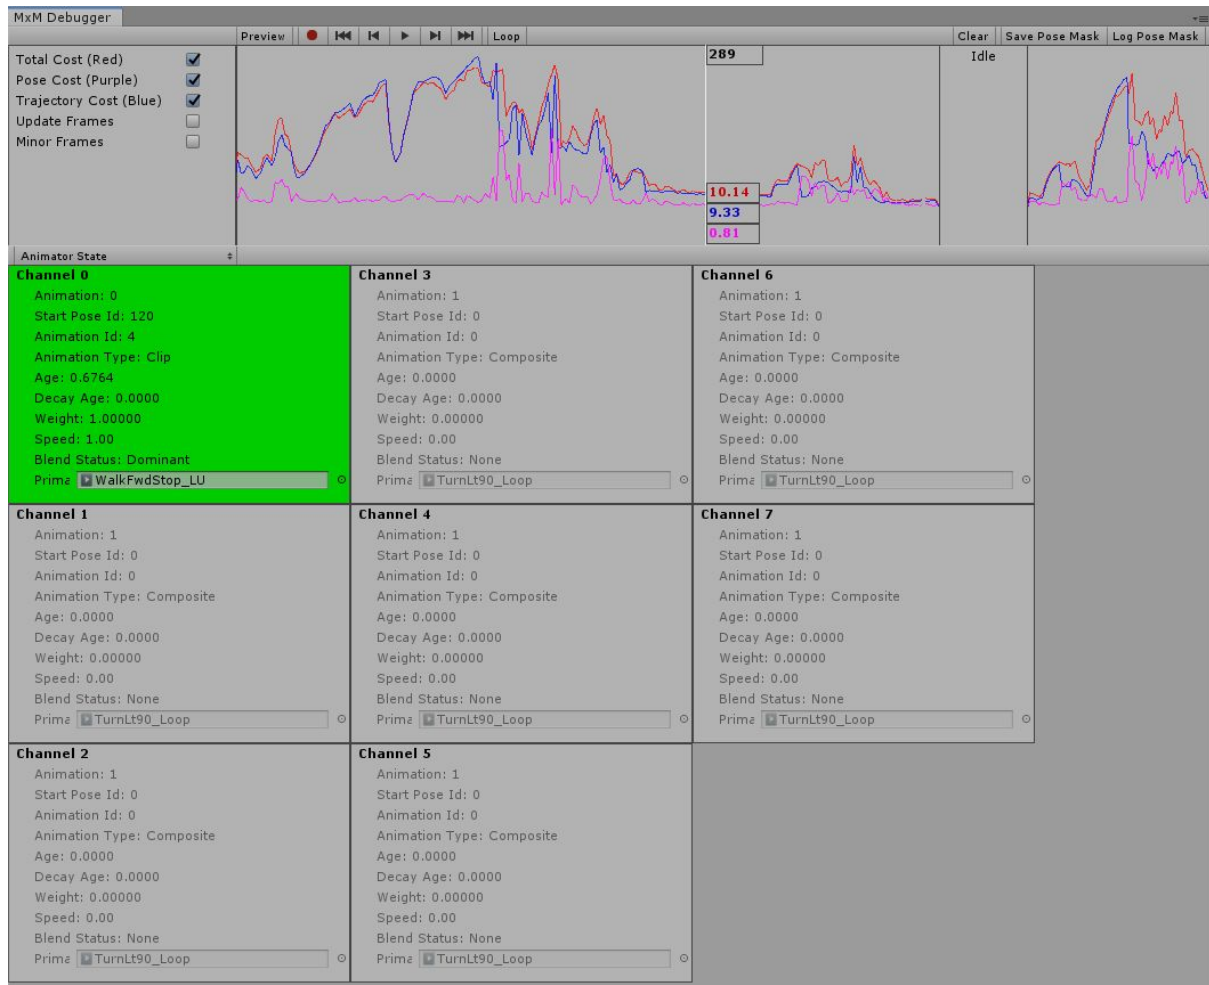 MxM Debugger
Preview Loop Clear Save Pose Mask Log Pose Mask
Total Cost (Red)
Pose Cost (Purple)
Trajectory Cost (Blue)
Update Frames
Minor Frames
289
10.14
9.33
0.81
Idle
Animator State
Channel 0
Animation: 0
Start Pose Id: 120
Animation Id: 4
Animation Type: Clip
Age: 0.6764
Decay Age: 0.0000
Weight: 1.00000
Speed: 1.00
Blend Status: Dominant
Prima WalkFwdStop_LU
Channel 3
Animation: 1
Start Pose Id: 0
Animation Id: 0
Animation Type: Composite
Age: 0.0000
Decay Age: 0.0000
Weight: 0.00000
Speed: 0.00
Blend Status: None
Prima TurnLt90_Loop
Channel 6
Animation: 1
Start Pose Id: 0
Animation Id: 0
Animation Type: Composite
Age: 0.0000
Decay Age: 0.0000
Weight: 0.00000
Speed: 0.00
Blend Status: None
Prima TurnLt90_Loop
Channel 1
Animation: 1
Start Pose Id: 0
Animation Id: 0
Animation Type: Composite
Age: 0.0000
Decay Age: 0.0000
Weight: 0.00000
Speed: 0.00
Blend Status: None
Prima TurnLt90_Loop
Channel 4
Animation: 1
Start Pose Id: 0
Animation Id: 0
Animation Type: Composite
Age: 0.0000
Decay Age: 0.0000
Weight: 0.00000
Speed: 0.00
Blend Status: None
Prima TurnLt90_Loop
Channel 7
Animation: 1
Start Pose Id: 0
Animation Id: 0
Animation Type: Composite
Age: 0.0000
Decay Age: 0.0000
Weight: 0.00000
Speed: 0.00
Blend Status: None
Prima TurnLt90_Loop
Channel 2
Animation: 1
Start Pose Id: 0
Animation Id: 0
Animation Type: Composite
Age: 0.0000
Decay Age: 0.0000
Weight: 0.00000
Speed: 0.00
Blend Status: None
Prima TurnLt90_Loop
Channel 5
Animation: 1
Start Pose Id: 0
Animation Id: 0
Animation Type: Composite
Age: 0.0000
Decay Age: 0.0000
Weight: 0.00000
Speed: 0.00
Blend Status: None
Prima TurnLt90_Loop